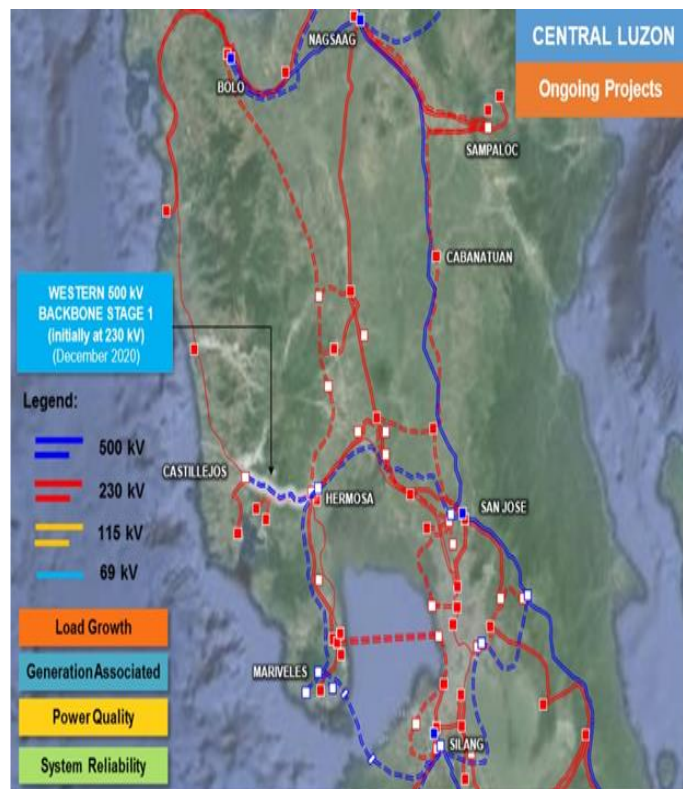 NAGSAAG
CENTRAL LUZON
Ongoing Projects
BOLO
SAMPALOC
CABANATUAN
WESTERN 500 kV
BACKBONE STAGE 1
(initially at 230 kV)
(December 2020)
Legend:
500 kV
230 kV
115 kV
69 kV
CASTILLEJOS
HERMOSA
SAN JOSE
Load Growth
Generation Associated
Power Quality
System Reliability
MARIVELES
SILANG